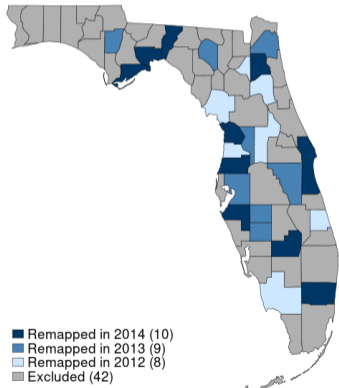 Remapped in 2014 (10)
Remapped in 2013 (9)
Remapped in 2012 (8)
Excluded (42)